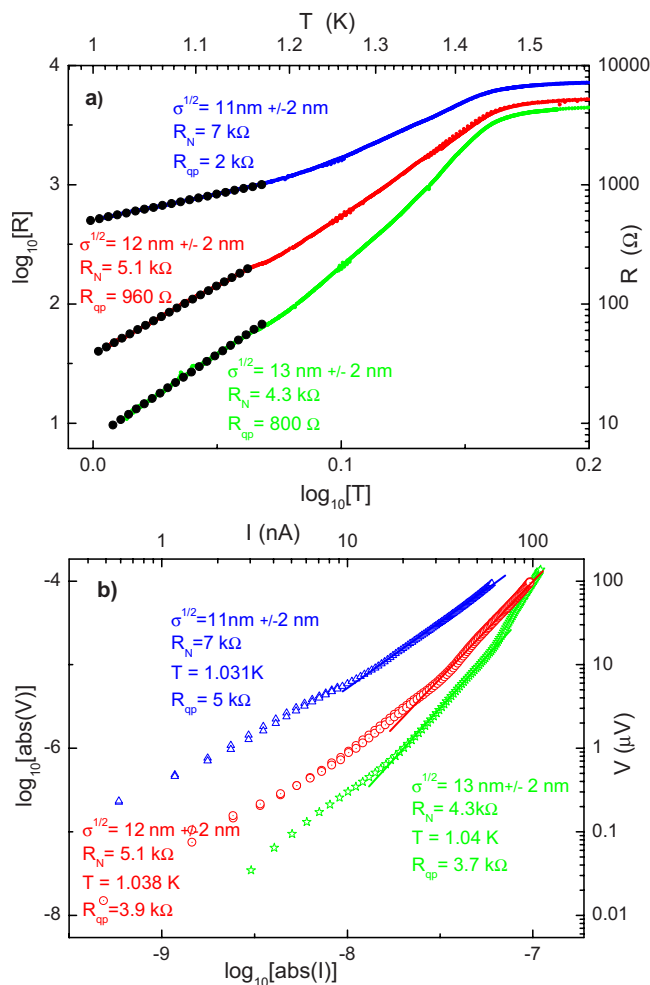 T (K)
1 1.1 1.2 1.3 1.4 1.5
4 10000
a)
σ^1/2= 11nm +/-2 nm
R_N = 7 kΩ
R_qp = 2 kΩ
3 1000
log10[R]
R (Ω)
σ^1/2= 12 nm +/- 2 nm
R_N= 5.1 kΩ
R_qp= 960 Ω
2 100
σ^1/2= 13 nm +/- 2 nm
R_N= 4.3 kΩ
R_qp= 800 Ω
1 10
0.0 0.1 0.2
log10[T]
I (nA)
1 10 100
-4 100
b)
σ^1/2=11nm +/-2 nm
R_N= 7 kΩ
T = 1.031K
R_qp= 5 kΩ
10
log10[abs(V)]
V (μV)
-6 1
σ^1/2= 13 nm+/- 2 nm
R_N= 4.3kΩ
T = 1.04 K
R_qp= 3.7 kΩ
σ^1/2= 12 nm +/-2 nm
R_N= 5.1 kΩ
T = 1.038 K
R_qp=3.9 kΩ
0.1
-8 0.01
-9 -8 -7
log10[abs(I)]